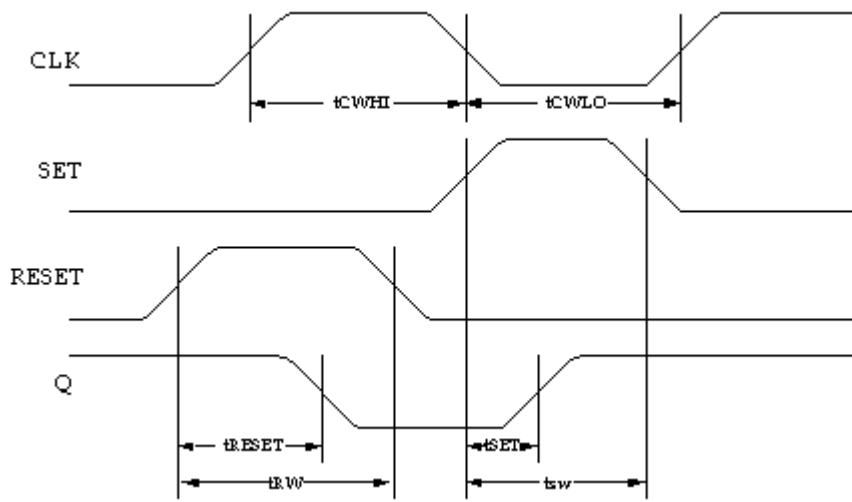 CLK
tCWHI tCWLO
SET
RESET
Q
tRESET tSET
tRW tsw